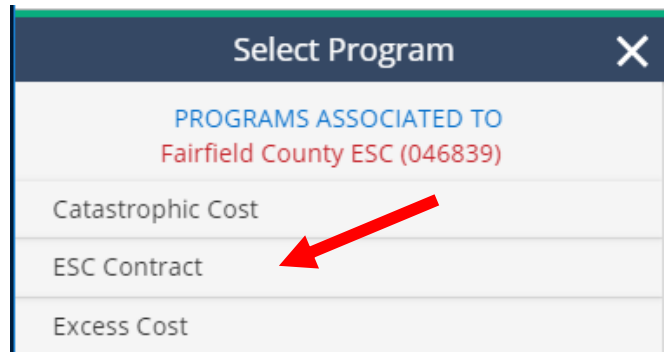 Select Program
PROGRAMS ASSOCIATED TO
Fairfield County ESC (046839)
Catastrophic Cost
ESC Contract
Excess Cost